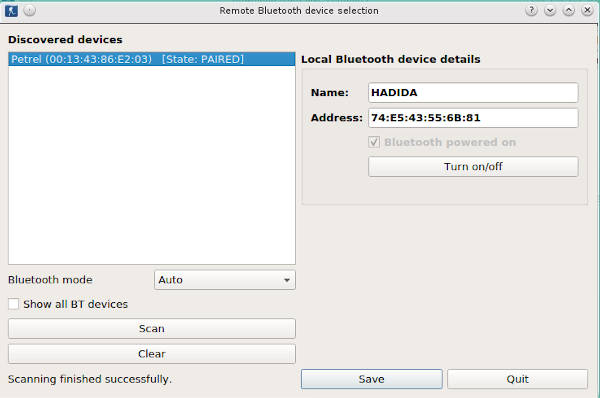 Remote Bluetooth device selection
Discovered devices
Petrel (00:13:43:86:E2:03) [State: PAIRED]
Local Bluetooth device details
Name: HADIDA
Address: 74:E5:43:55:6B:81
Bluetooth powered on
Turn on/off
Bluetooth mode Auto
Show all BT devices
Scan
Clear
Scanning finished successfully.
Save Quit